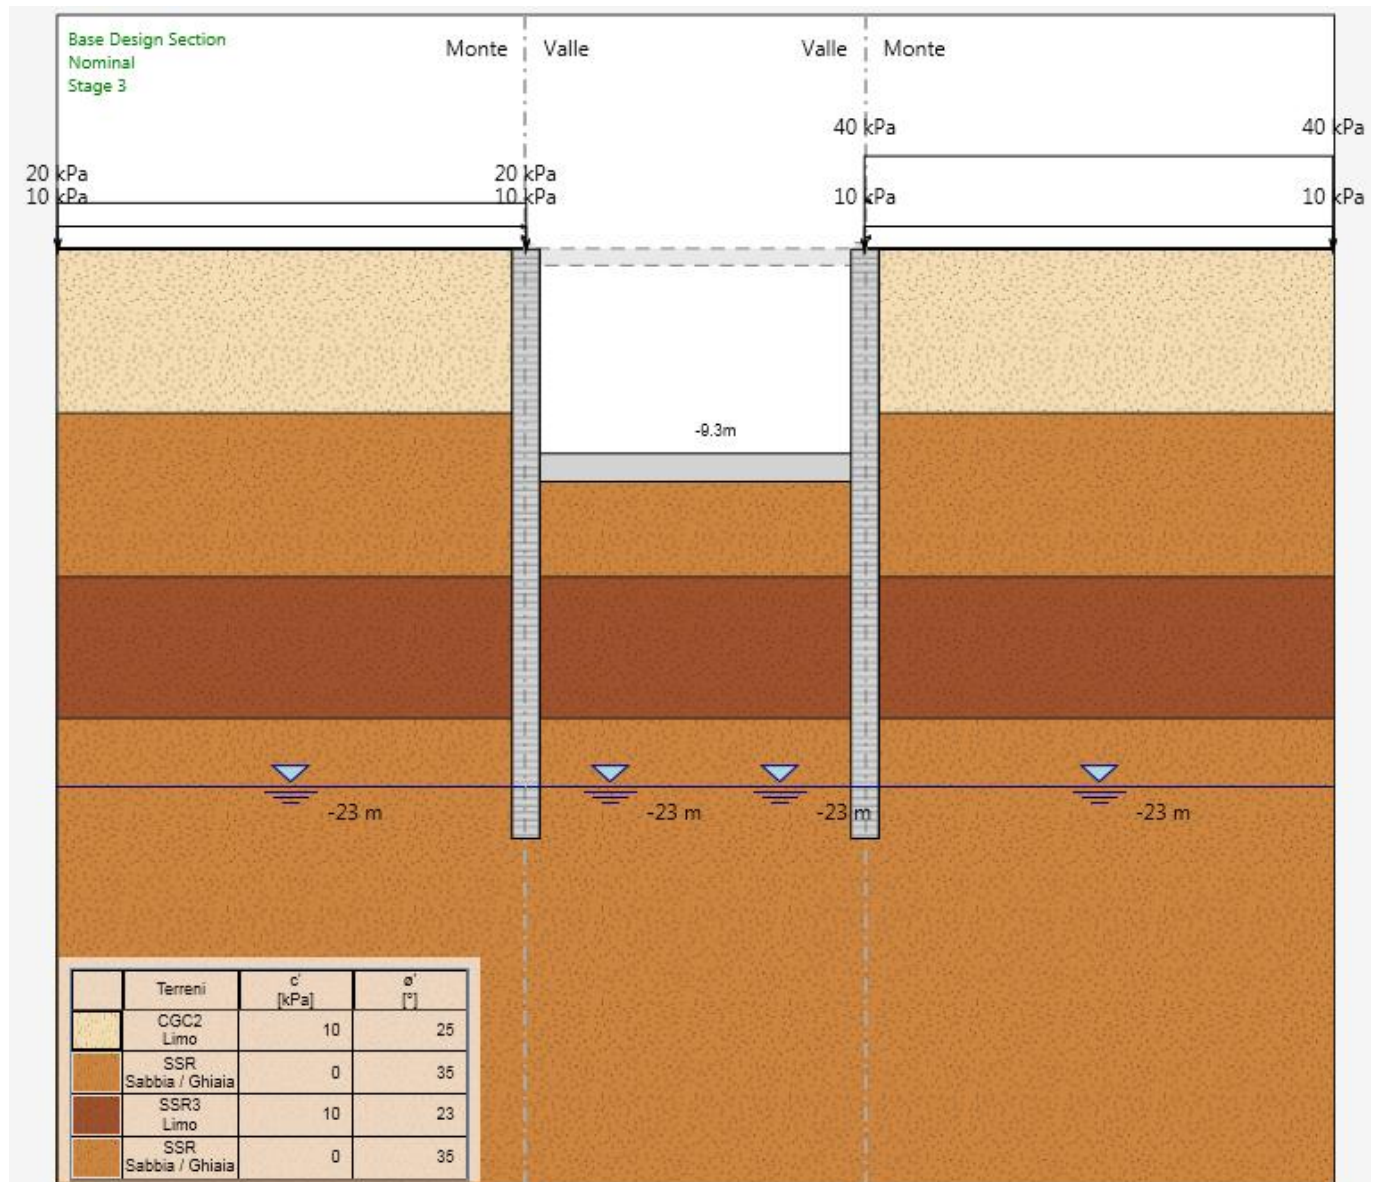 Base Design Section
Nominal
Stage 3
Monte Valle Valle Monte
40 kPa 40 kPa
20 kPa 20 kPa
10 kPa 10 kPa 10 kPa 10 kPa
-9.3m
-23 m -23 m -23 m -23 m
Terreni c' [kPa] ø' [°]
CGC2
Limo 10 25
SSR
Sabbia / Ghiaia 0 35
SSR3
Limo 10 23
SSR
Sabbia / Ghiaia 0 35